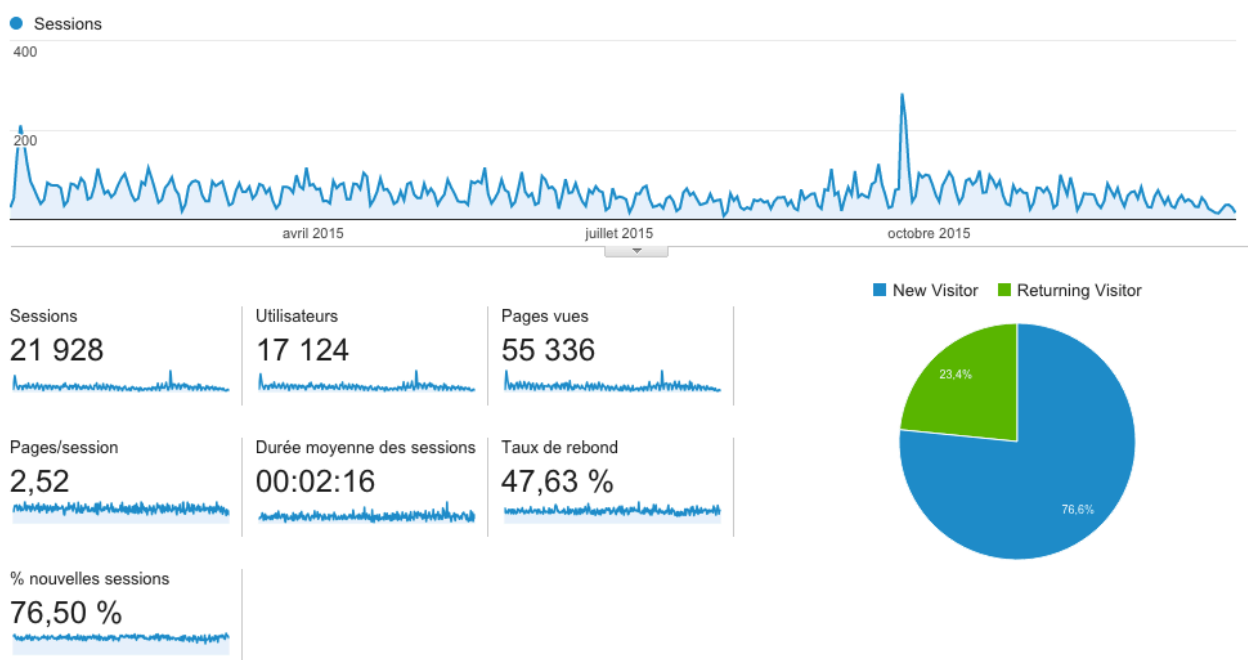 Sessions
400
200
avril 2015 juillet 2015 octobre 2015
New Visitor Returning Visitor
Sessions Utilisateurs Pages vues
21 928 17 124 55 336
23,4%
Pages/session Durée moyenne des sessions Taux de rebond
2,52 00:02:16 47,63 %
76,6%
% nouvelles sessions
76,50 %